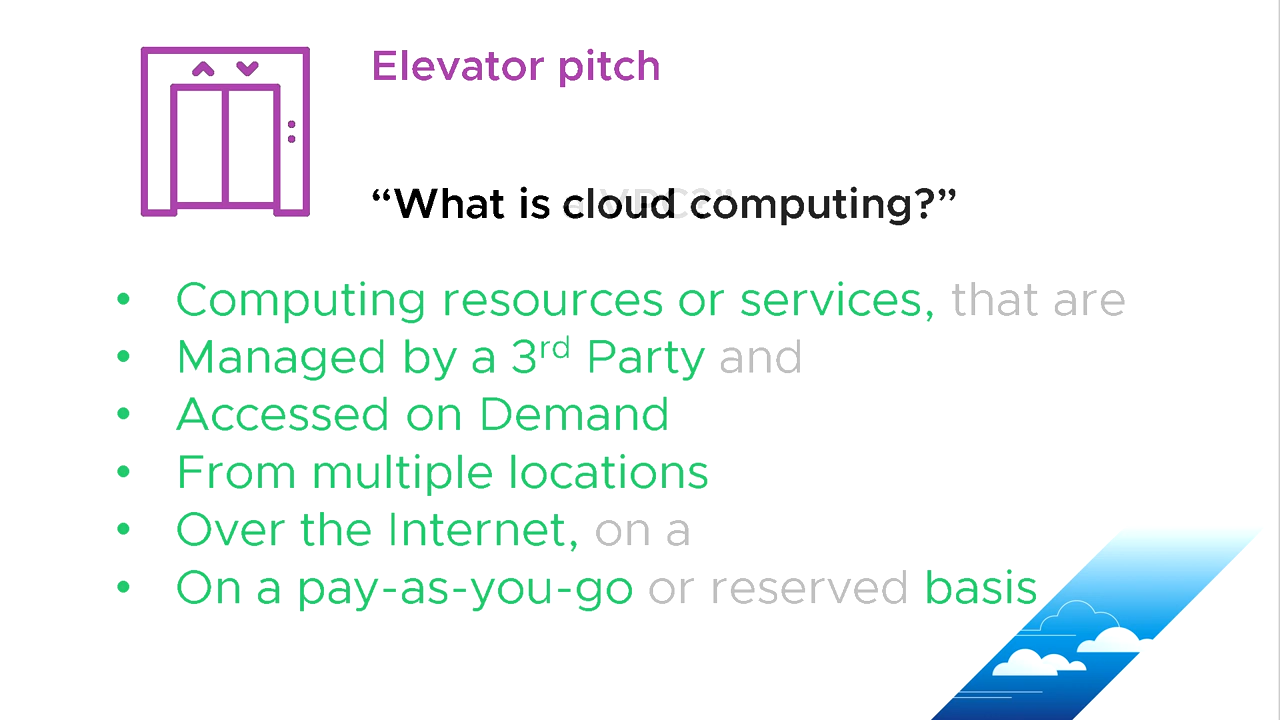 Elevator pitch
“What is cloud computing?”
• Computing resources or services, that are
• Managed by a 3rd Party and
• Accessed on Demand
• From multiple locations
• Over the Internet, on a
• On a pay-as-you-go or reserved basis